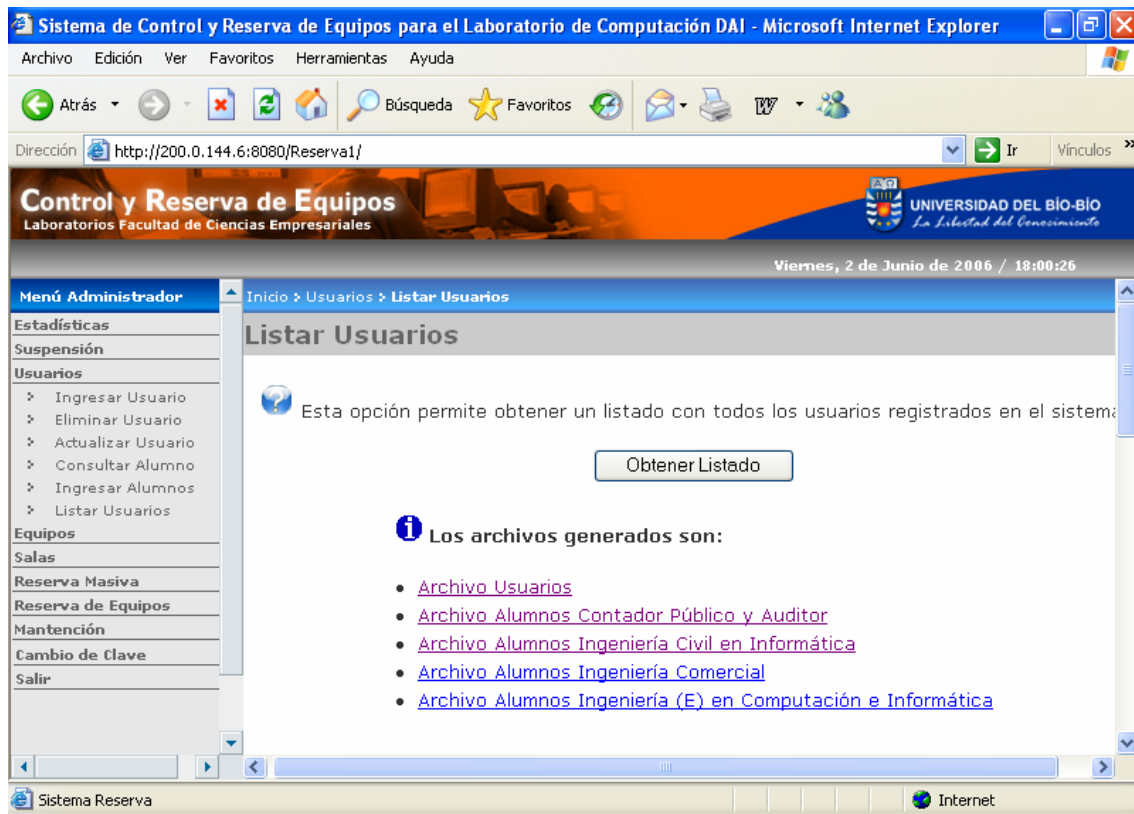 Sistema de Control y Reserva de Equipos para el Laboratorio de Computación DAI - Microsoft Internet Explorer
Archivo Edición Ver Favoritos Herramientas Ayuda
Atrás Búsqueda Favoritos
Dirección http://200.0.144.6:8080/Reserva1/ Ir Vínculos »
Control y Reserva de Equipos
Laboratorios Facultad de Ciencias Empresariales
UNIVERSIDAD DEL BÍO-BÍO
La Libertad del Conocimiento
Viernes, 2 de Junio de 2006 / 18:00:26
Menú Administrador
Estadísticas
Suspensión
Usuarios
Ingresar Usuario
Eliminar Usuario
Actualizar Usuario
Consultar Alumno
Ingresar Alumnos
Listar Usuarios
Equipos
Salas
Reserva Masiva
Reserva de Equipos
Mantención
Cambio de Clave
Salir
Inicio > Usuarios > Listar Usuarios
Listar Usuarios
Esta opción permite obtener un listado con todos los usuarios registrados en el sistema
Obtener Listado
Los archivos generados son:
• Archivo Usuarios
• Archivo Alumnos Contador Público y Auditor
• Archivo Alumnos Ingeniería Civil en Informática
• Archivo Alumnos Ingeniería Comercial
• Archivo Alumnos Ingeniería (E) en Computación e Informática
Sistema Reserva Internet